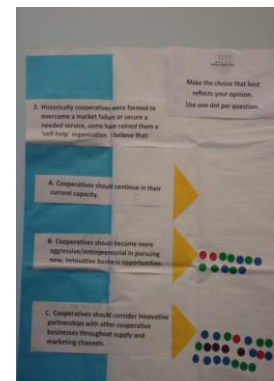 Make the choice that best
reflects your opinion.
Use one dot per question.
2. Historically cooperatives were formed to
overcome a market failure or secure a
needed service, some have coined them a
'self-help' organization. I believe that:
A. Cooperatives should continue in their
current capacity.
B. Cooperatives should become more
aggressive/entrepreneurial in pursuing
new, innovative business opportunities.
C. Cooperatives should consider innovative
partnerships with other cooperative
businesses throughout supply and
marketing channels.